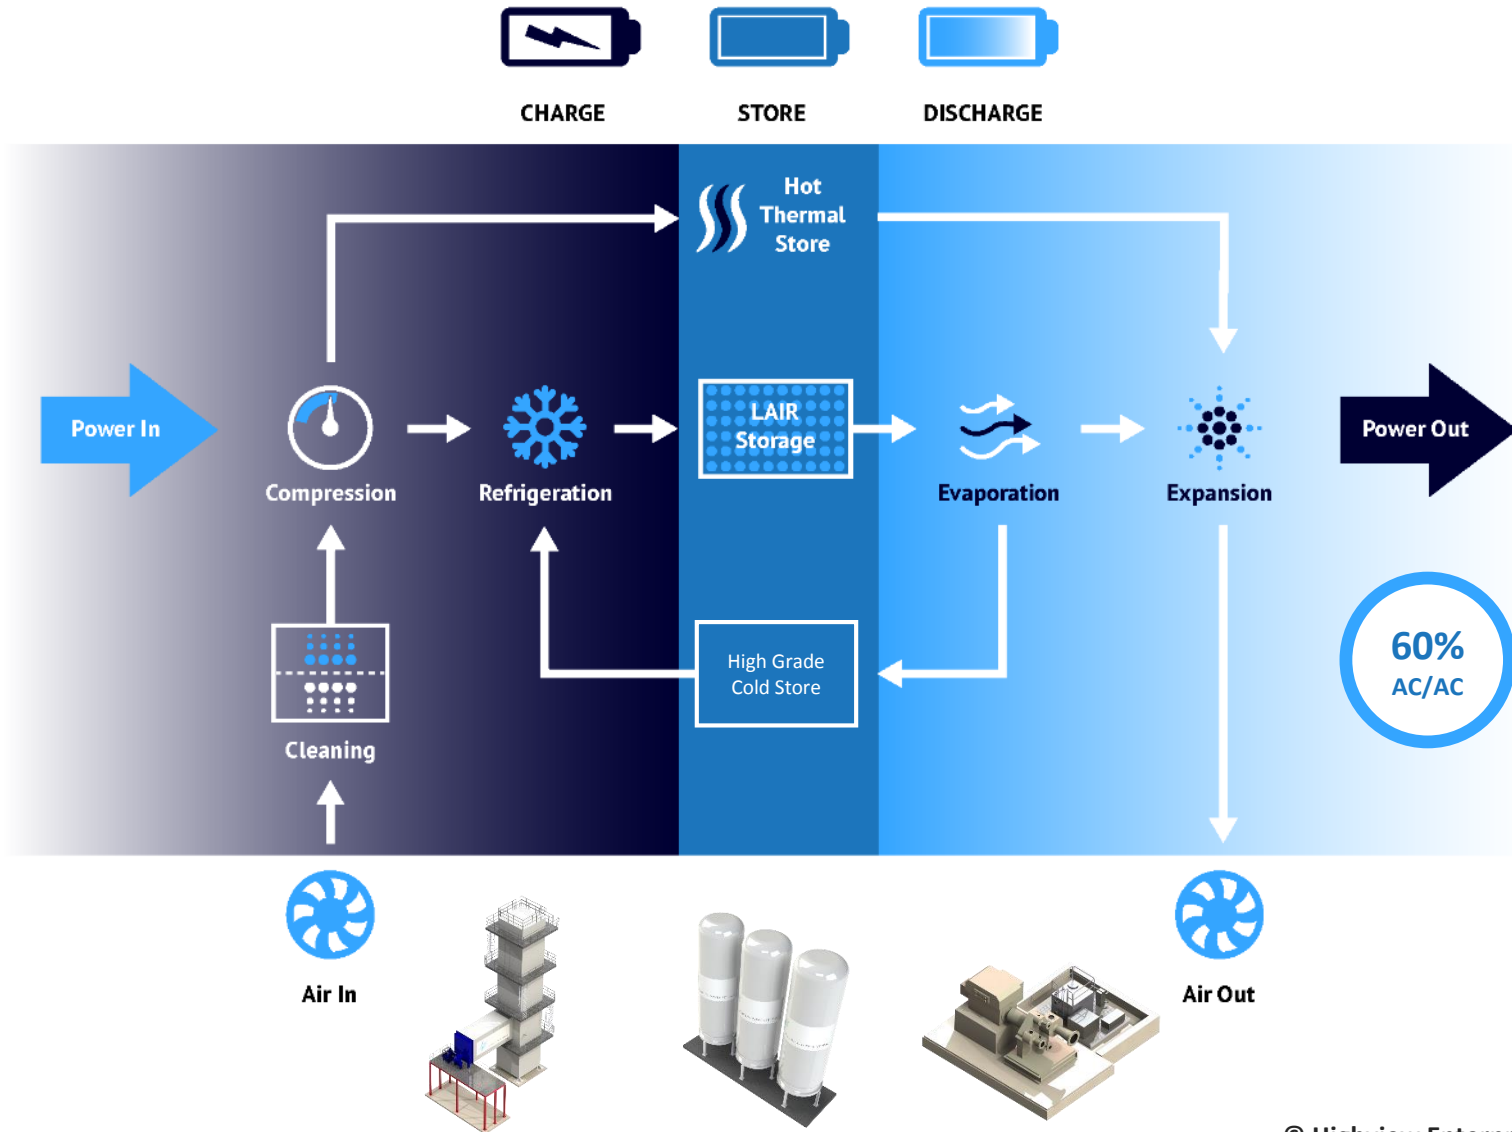 CHARGE
STORE
DISCHARGE
Hot
Thermal
Store
Power In
LAIR
Storage
Power Out
Compression
Refrigeration
Evaporation
Expansion
High Grade
Cold Store
60%
AC/AC
Cleaning
Air In
Air Out
© Highview